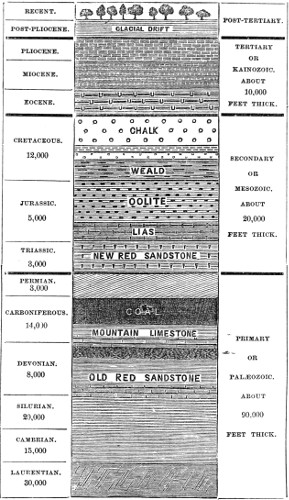 RECENT.
POST-PLIOCENE.
PLIOCENE.
MIOCENE.
EOCENE.
CRETACEOUS.
12,000
JURASSIC.
5,000
TRIASSIC.
3,000
PERMIAN.
3,000
CARBONIFEROUS.
14,000
DEVONIAN.
8,000
SILURIAN.
20,000
CAMBRIAN.
15,000
LAURENTIAN.
30,000
GLACIAL DRIFT
CHALK
WEALD
OOLITE
LIAS
NEW RED SANDSTONE
COAL
MOUNTAIN LIMESTONE
OLD RED SANDSTONE
POST-TERTIARY.
TERTIARY
OR
KAINOZOIC.
ABOUT
10,000
FEET THICK.
SECONDARY
OR
MESOZOIC.
ABOUT
20,000
FEET THICK.
PRIMARY
OR
PALÆOZOIC.
ABOUT
90,000
FEET THICK.